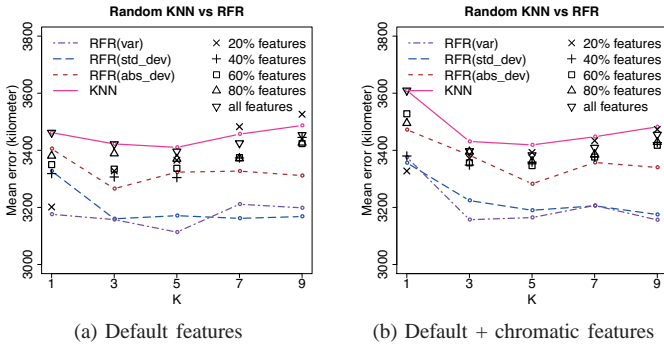 Random KNN vs RFR
Mean error (kilometer)
3800
3600
3400
3200
3000
RFR(var)
RFR(std_dev)
RFR(abs_dev)
KNN
20% features
40% features
60% features
80% features
all features
1 3 5 7 9
K
(a) Default features
Random KNN vs RFR
Mean error (kilometer)
3800
3600
3400
3200
3000
RFR(var)
RFR(std_dev)
RFR(abs_dev)
KNN
20% features
40% features
60% features
80% features
all features
1 3 5 7 9
K
(b) Default + chromatic features